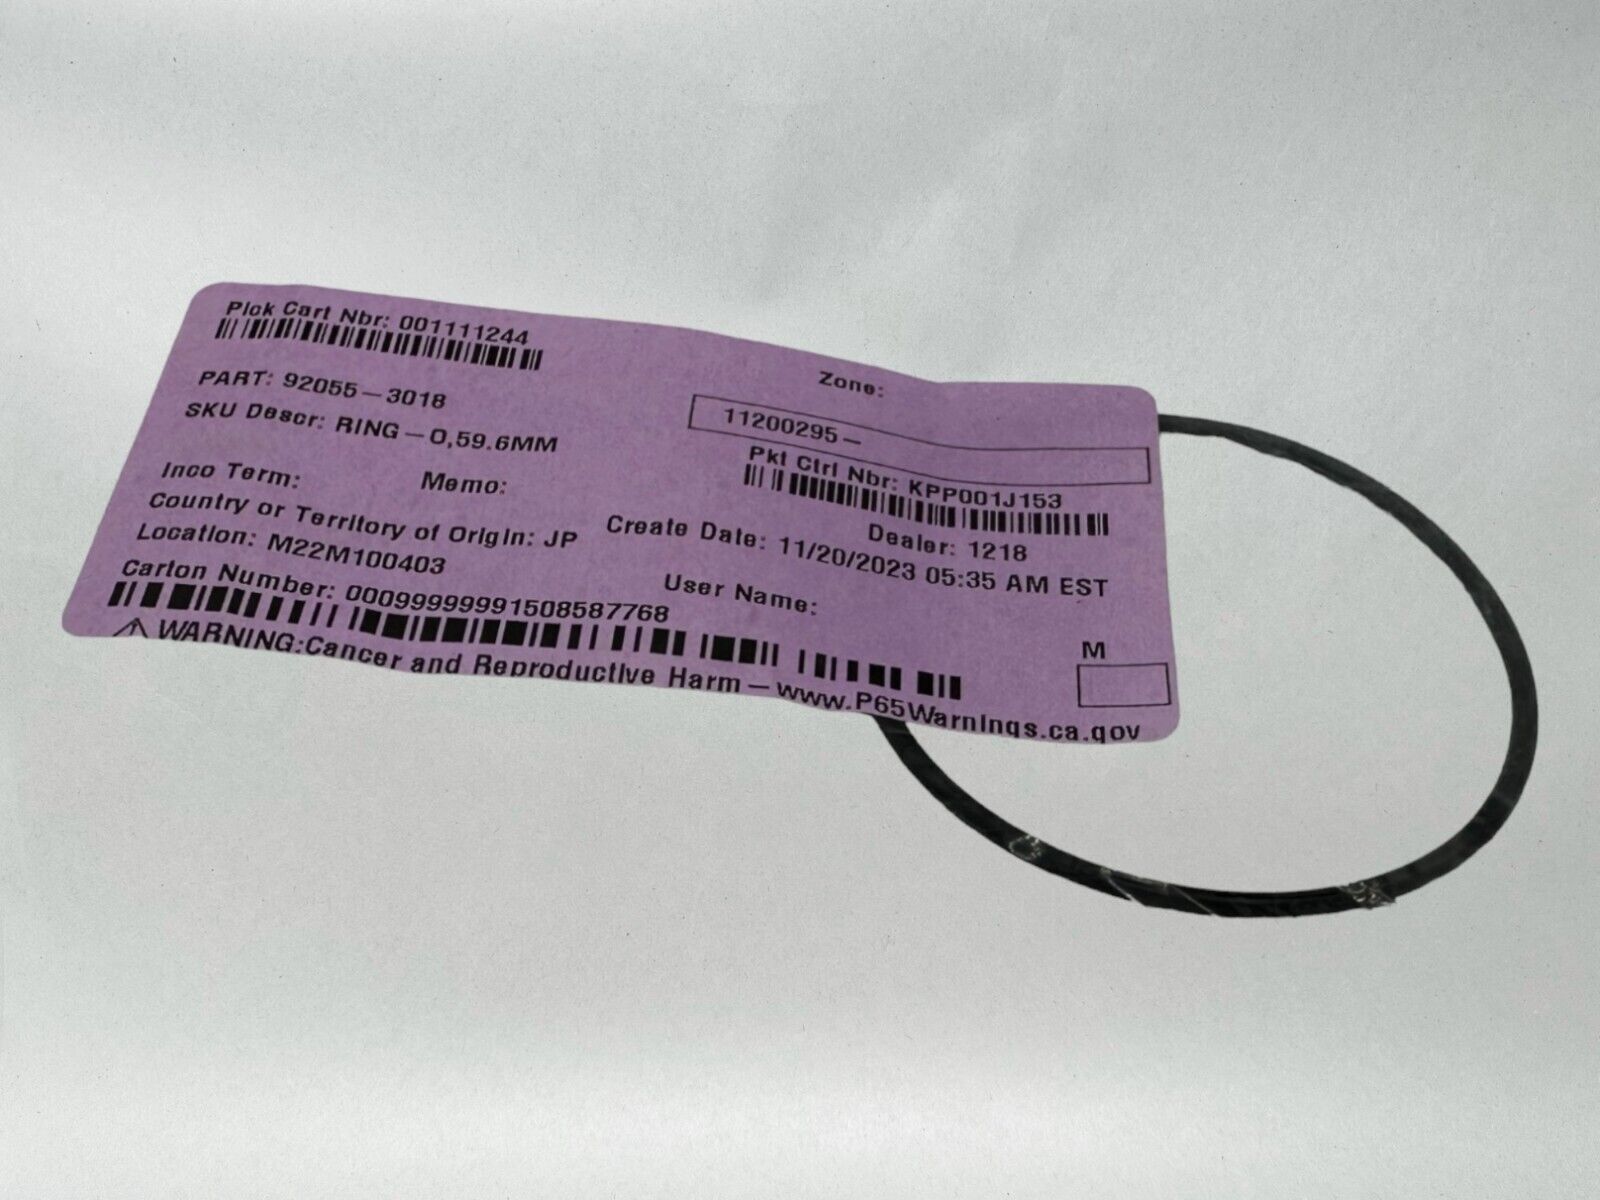 Pick Cart Nbr: 001111244
PART: 92055-3018
SKU Descr: RING-O,59.6MM
Zone:
11200295-
Pkt Ctrl Nbr: KPP001J153
Inco Term: Memo:
Dealer: 1218
Country or Territory of Origin: JP
Create Date: 11/20/2023 05:35 AM EST
Location: M22M100403
User Name:
Carton Number: 00099999991508587768
M
⚠ WARNING:Cancer and Reproductive Harm-www.P65Warnings.ca.gov